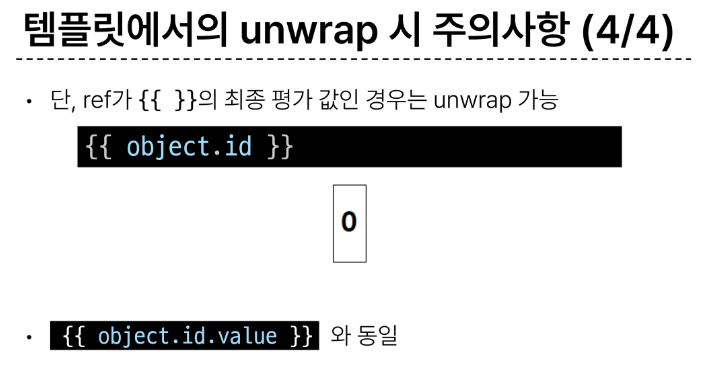 템플릿에서의 unwrap 시 주의사항 (4/4)
• 단, ref가 {{ }}의 최종 평가 값인 경우는 unwrap 가능
{{ object.id }}
0
• {{ object.id.value }} 와 동일